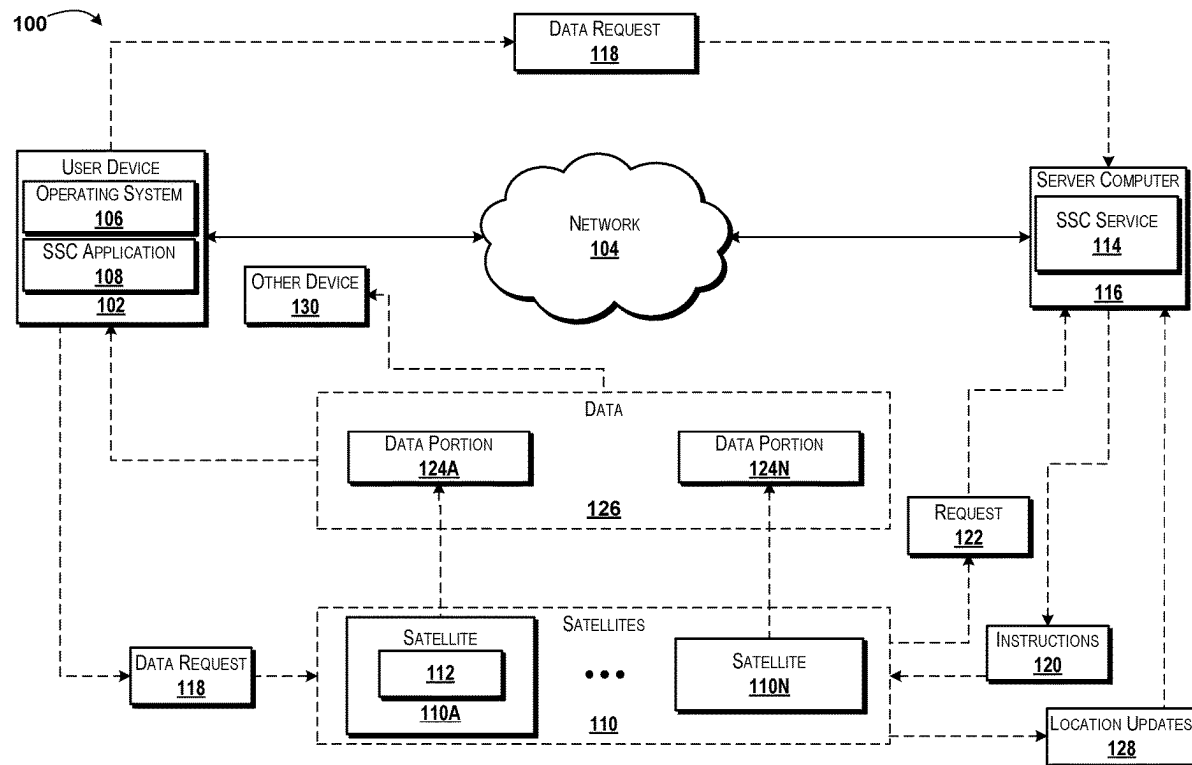 100
DATA REQUEST
118
USER DEVICE
OPERATING SYSTEM
106
SSC APPLICATION
108
102
NETWORK
104
SERVER COMPUTER
SSC SERVICE
114
116
OTHER DEVICE
130
DATA
DATA PORTION
124A
DATA PORTION
124N
126
REQUEST
122
DATA REQUEST
118
SATELLITES
SATELLITE
112
110A
SATELLITE
110N
110
INSTRUCTIONS
120
LOCATION UPDATES
128